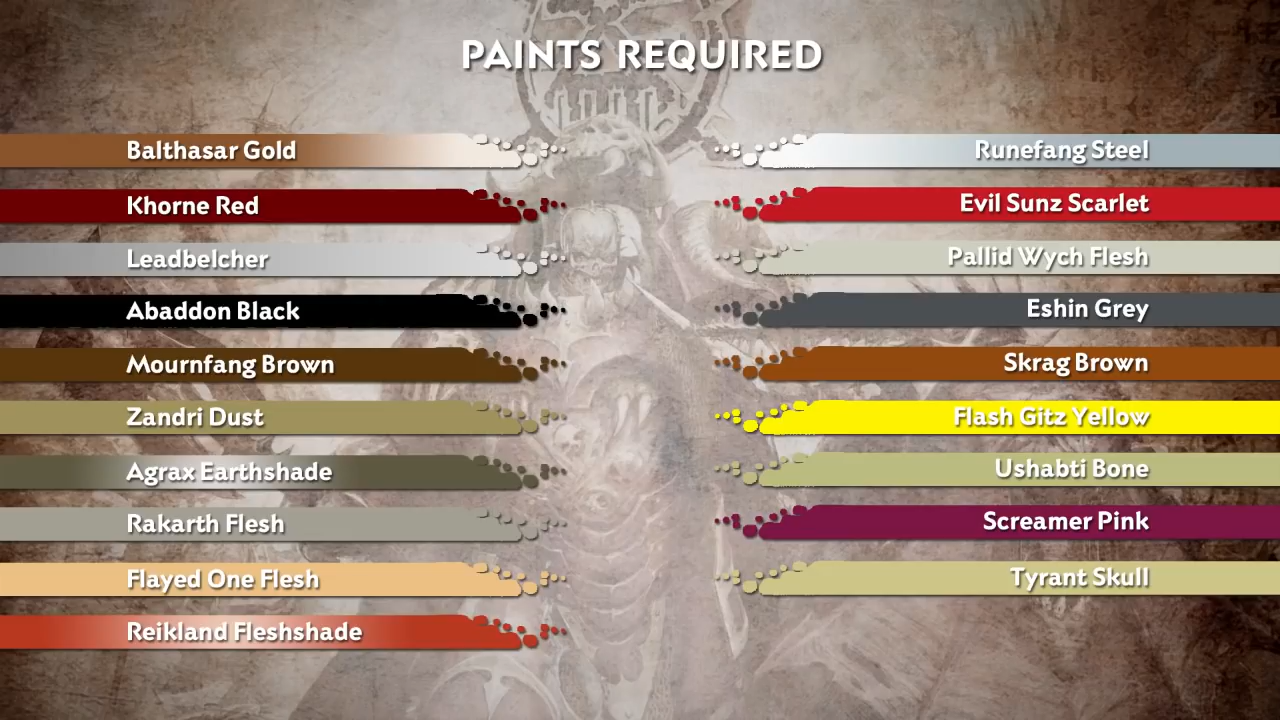 PAINTS REQUIRED
Balthasar Gold
Khorne Red
Leadbelcher
Abaddon Black
Mournfang Brown
Zandri Dust
Agrax Earthshade
Rakarth Flesh
Flayed One Flesh
Reikland Fleshshade
Runefang Steel
Evil Sunz Scarlet
Pallid Wych Flesh
Eshin Grey
Skrag Brown
Flash Gitz Yellow
Ushabti Bone
Screamer Pink
Tyrant Skull